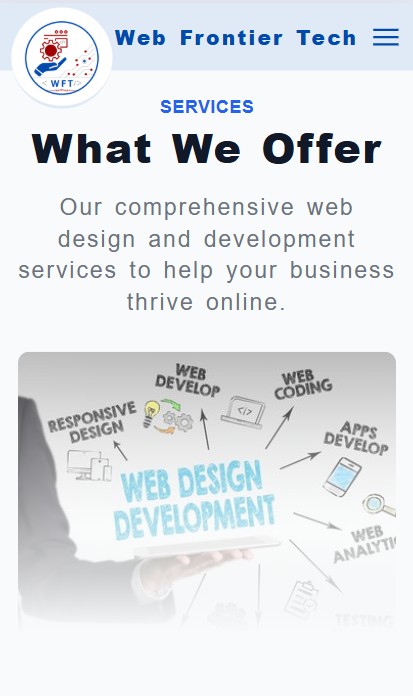 Web Frontier Tech
< WFT />
SERVICES
What We Offer
Our comprehensive web
design and development
services to help your business
thrive online.
WEB
DEVELOP
WEB
CODING
RESPONSIVE
DESIGN
APPS
DEVELOP
WEB DESIGN
DEVELOPMENT
WEB
ANALYTI
TESTING